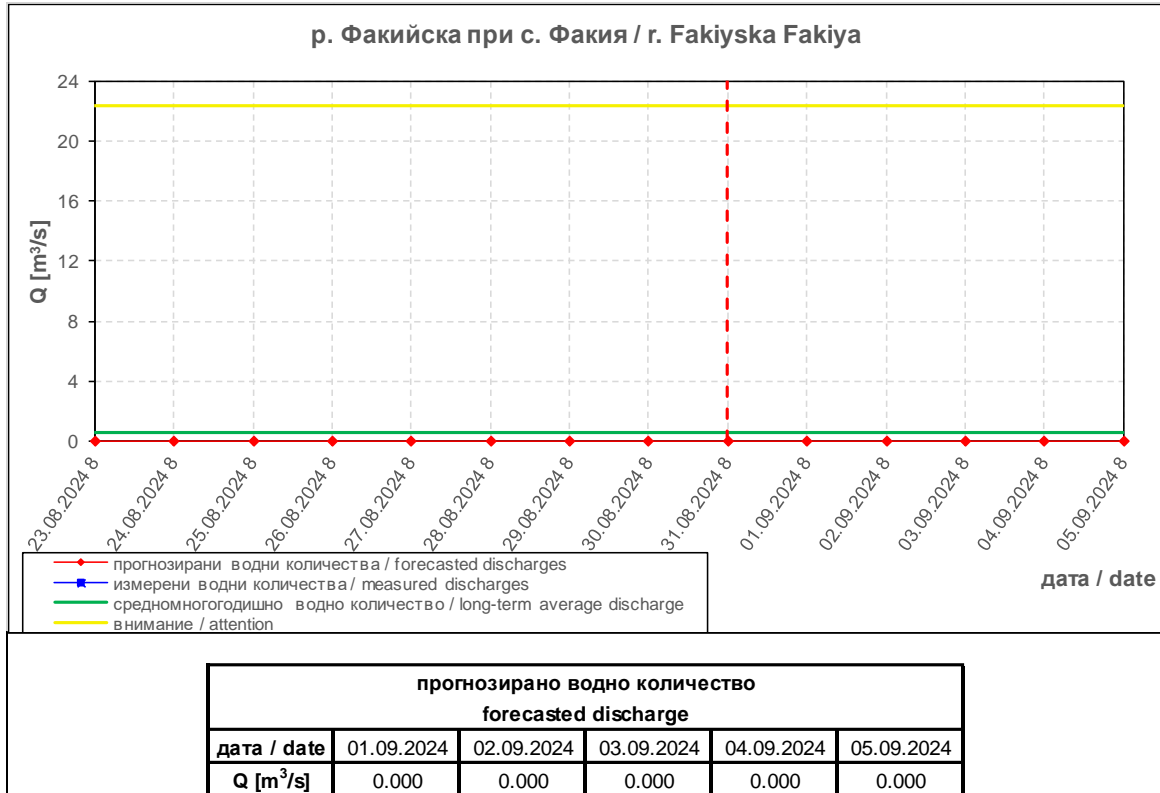 р. Факийска при с. Факия / r. Fakiyska Fakiya
Q [m³/s]
24
20
16
12
8
4
0
23.08.2024 8
24.08.2024 8
25.08.2024 8
26.08.2024 8
27.08.2024 8
28.08.2024 8
29.08.2024 8
30.08.2024 8
31.08.2024 8
01.09.2024 8
02.09.2024 8
03.09.2024 8
04.09.2024 8
05.09.2024 8
дата / date
прогнозирани водни количества / forecasted discharges
измерени водни количества / measured discharges
средномногогодишно водно количество / long-term average discharge
внимание / attention
прогнозирано водно количество
forecasted discharge
дата / date 01.09.2024 02.09.2024 03.09.2024 04.09.2024 05.09.2024
Q [m³/s] 0.000 0.000 0.000 0.000 0.000